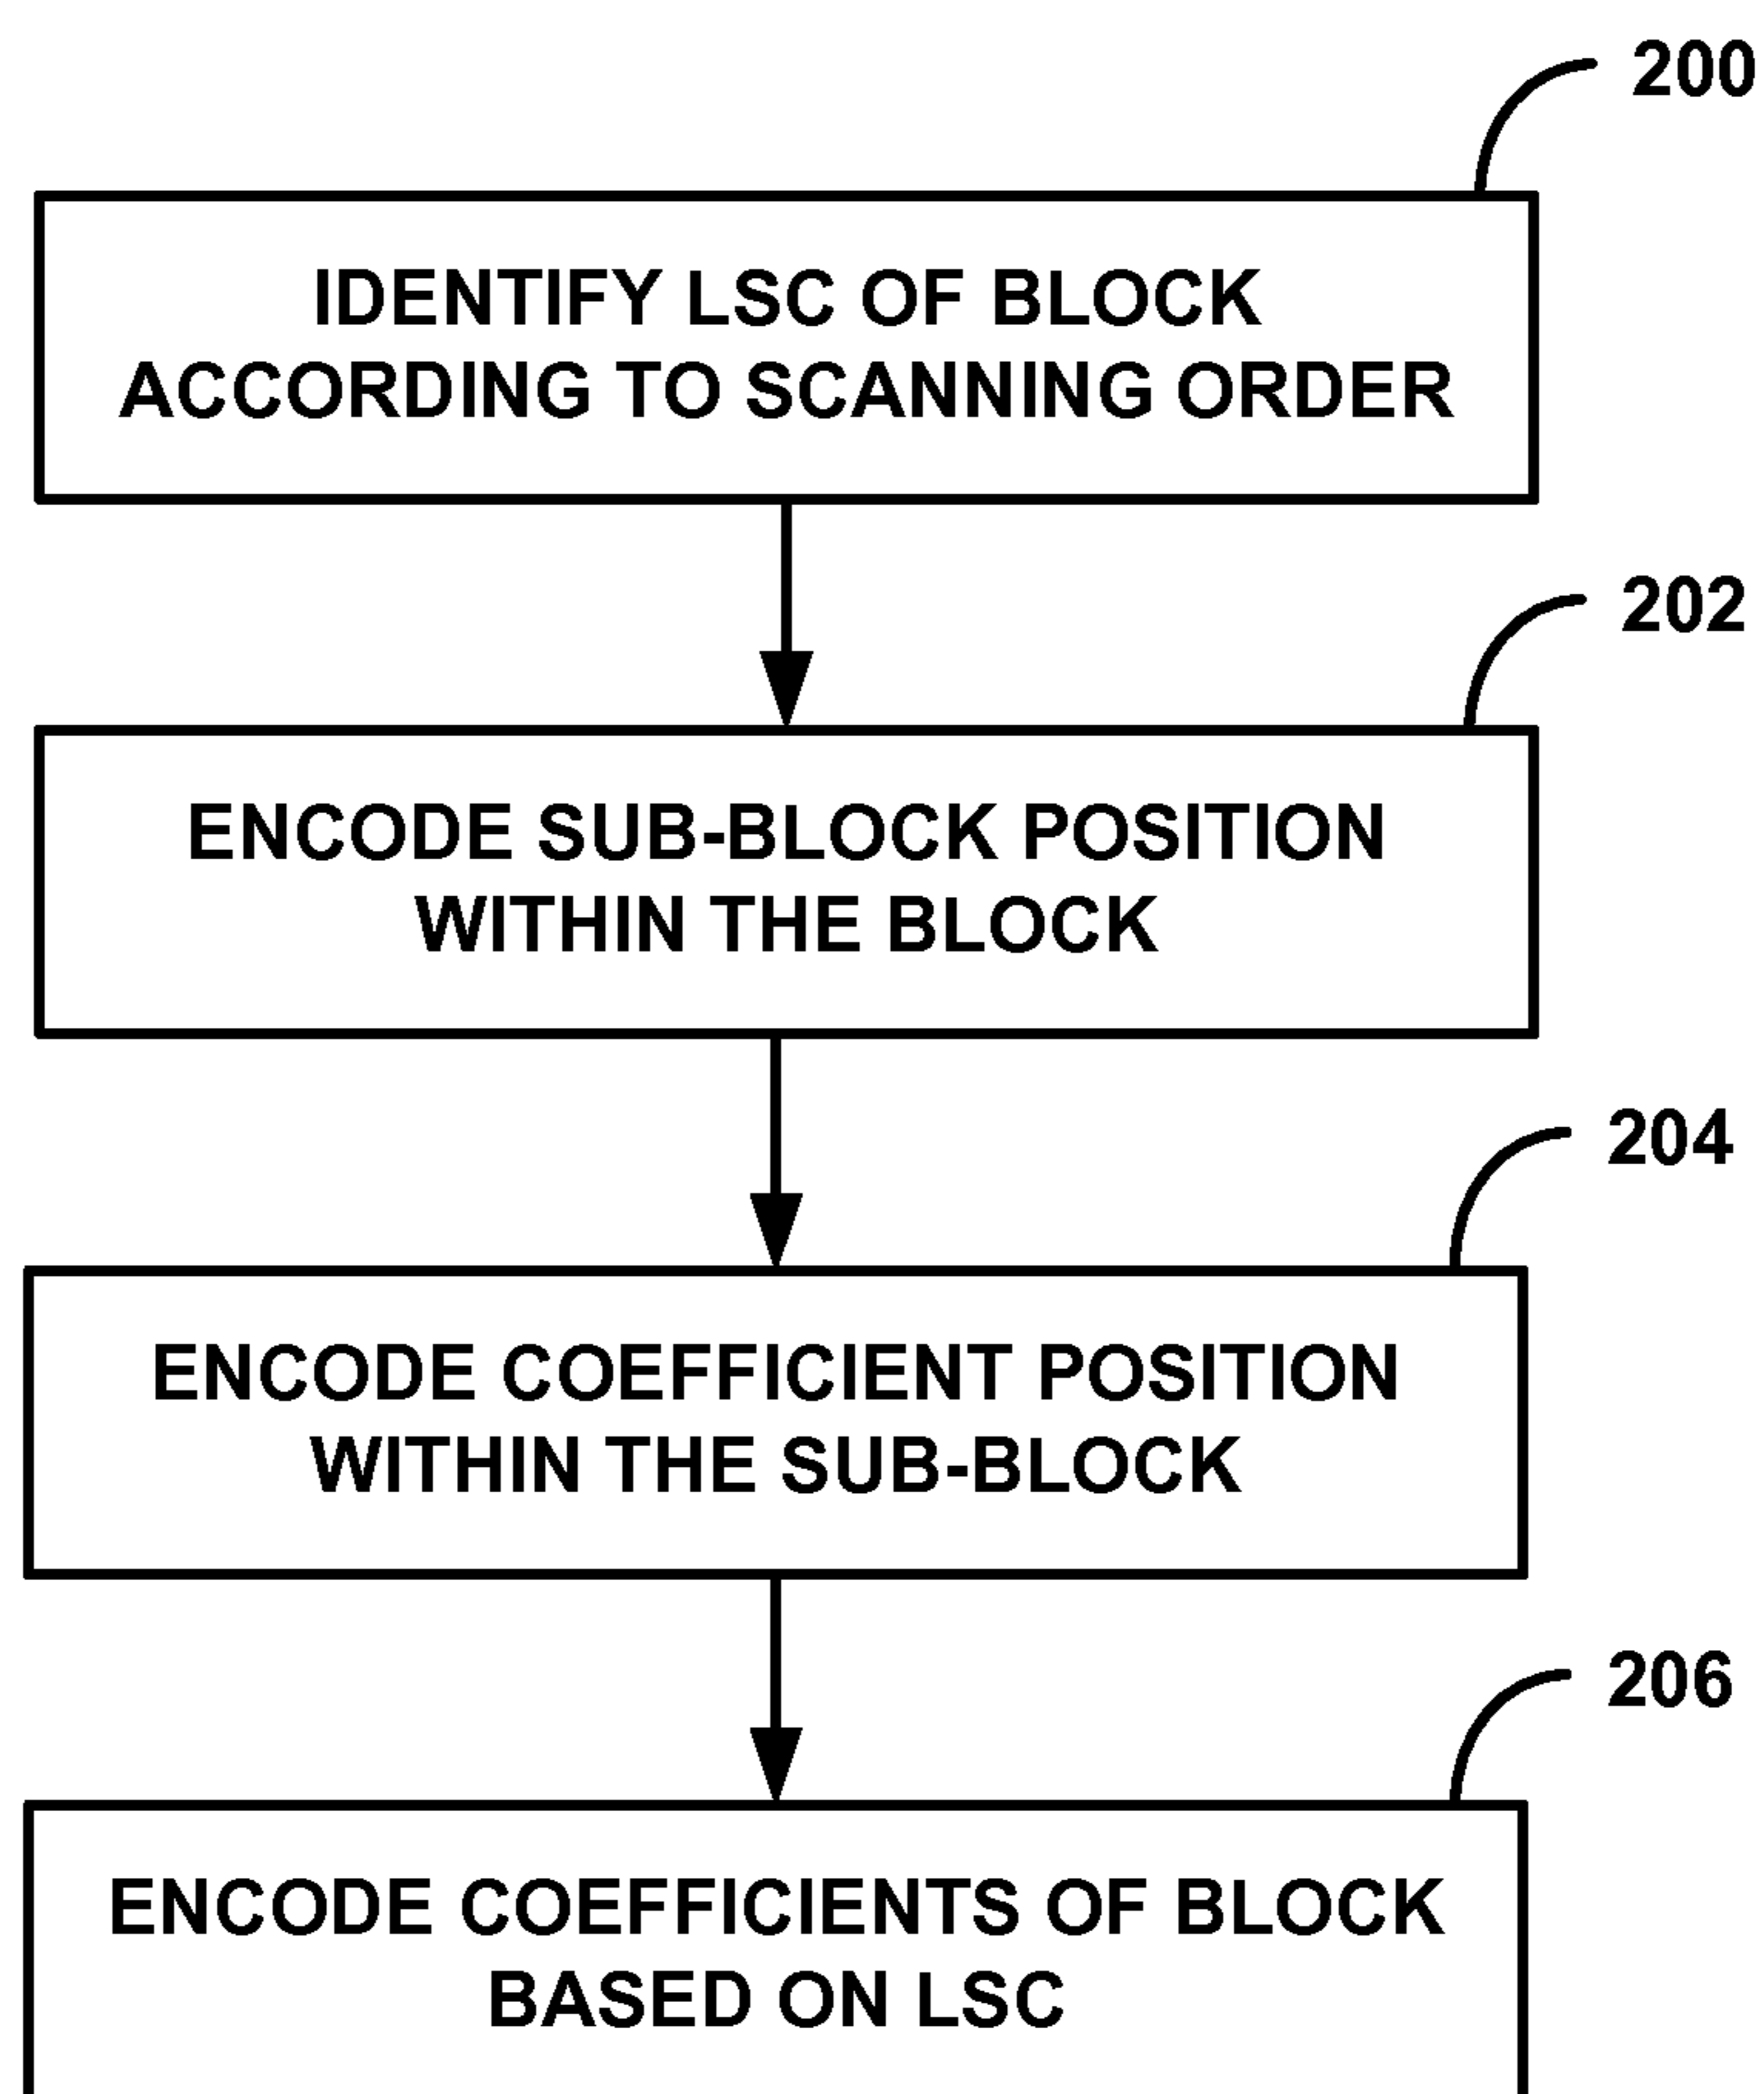 200
IDENTIFY LSC OF BLOCK
ACCORDING TO SCANNING ORDER
202
ENCODE SUB-BLOCK POSITION
WITHIN THE BLOCK
204
ENCODE COEFFICIENT POSITION
WITHIN THE SUB-BLOCK
206
ENCODE COEFFICIENTS OF BLOCK
BASED ON LSC